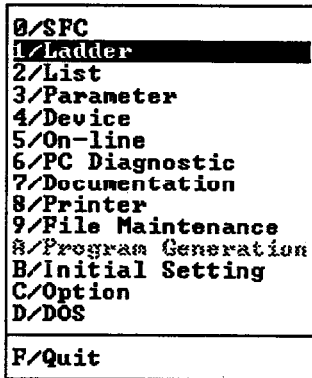 0/SFC
1/Ladder
2/List
3/Parameter
4/Device
5/On-line
6/PC Diagnostic
7/Documentation
8/Printer
9/File Maintenance
A/Program Generation
B/Initial Setting
C/Option
D/DOS
F/Quit